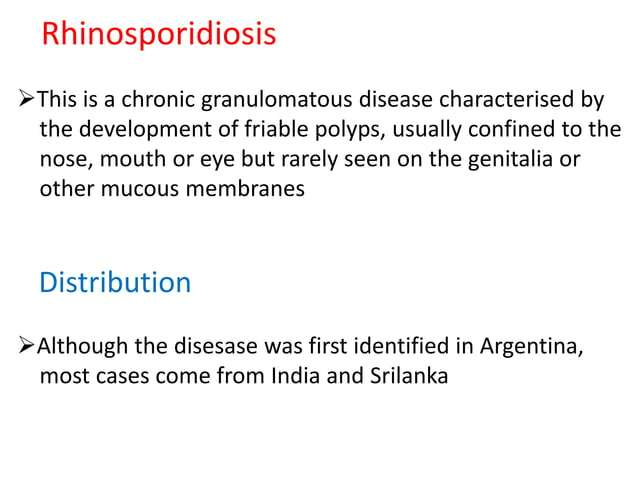 Rhinosporidiosis
➢This is a chronic granulomatous disease characterised by
the development of friable polyps, usually confined to the
nose, mouth or eye but rarely seen on the genitalia or
other mucous membranes
Distribution
➢Although the disesase was first identified in Argentina,
most cases come from India and Srilanka